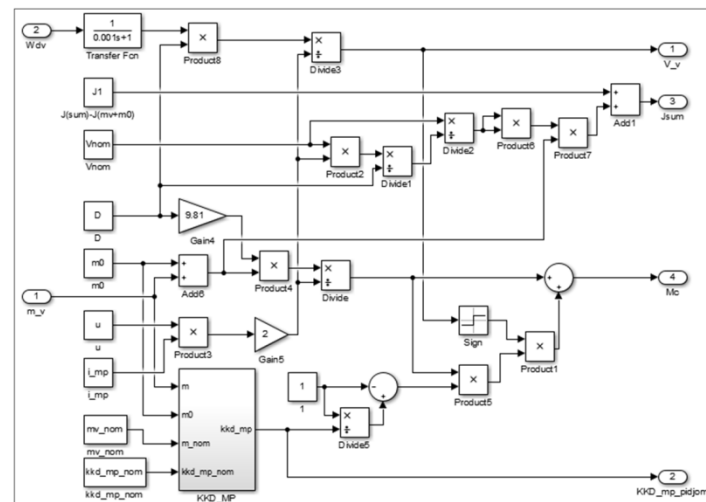 2
Wdv
1
0.001s+1
Transfer Fcn
×
Product8
×
÷
Divide3
1
V_v
J1
J(sum)-J(mv+m0)
+
+
Add1
3
Jsum
Vnom
Vnom
×
Product2
×
÷
Divide1
×
÷
Divide2
×
Product6
×
Product7
D
D
9.81
Gain4
m0
m0
+
+
Add6
×
Product4
×
÷
Divide
+
+
4
Mc
1
m_v
u
u
×
Product3
2
Gain5
Sign
×
Product1
i_mp
i_mp
1
1
-
+
×
Product5
×
÷
Divide5
mv_nom
mv_nom
kkd_mp_nom
kkd_mp_nom
m
m0
m_nom
kkd_mp_nom
kkd_mp
KKD_MP
2
KKD_mp_pidjom